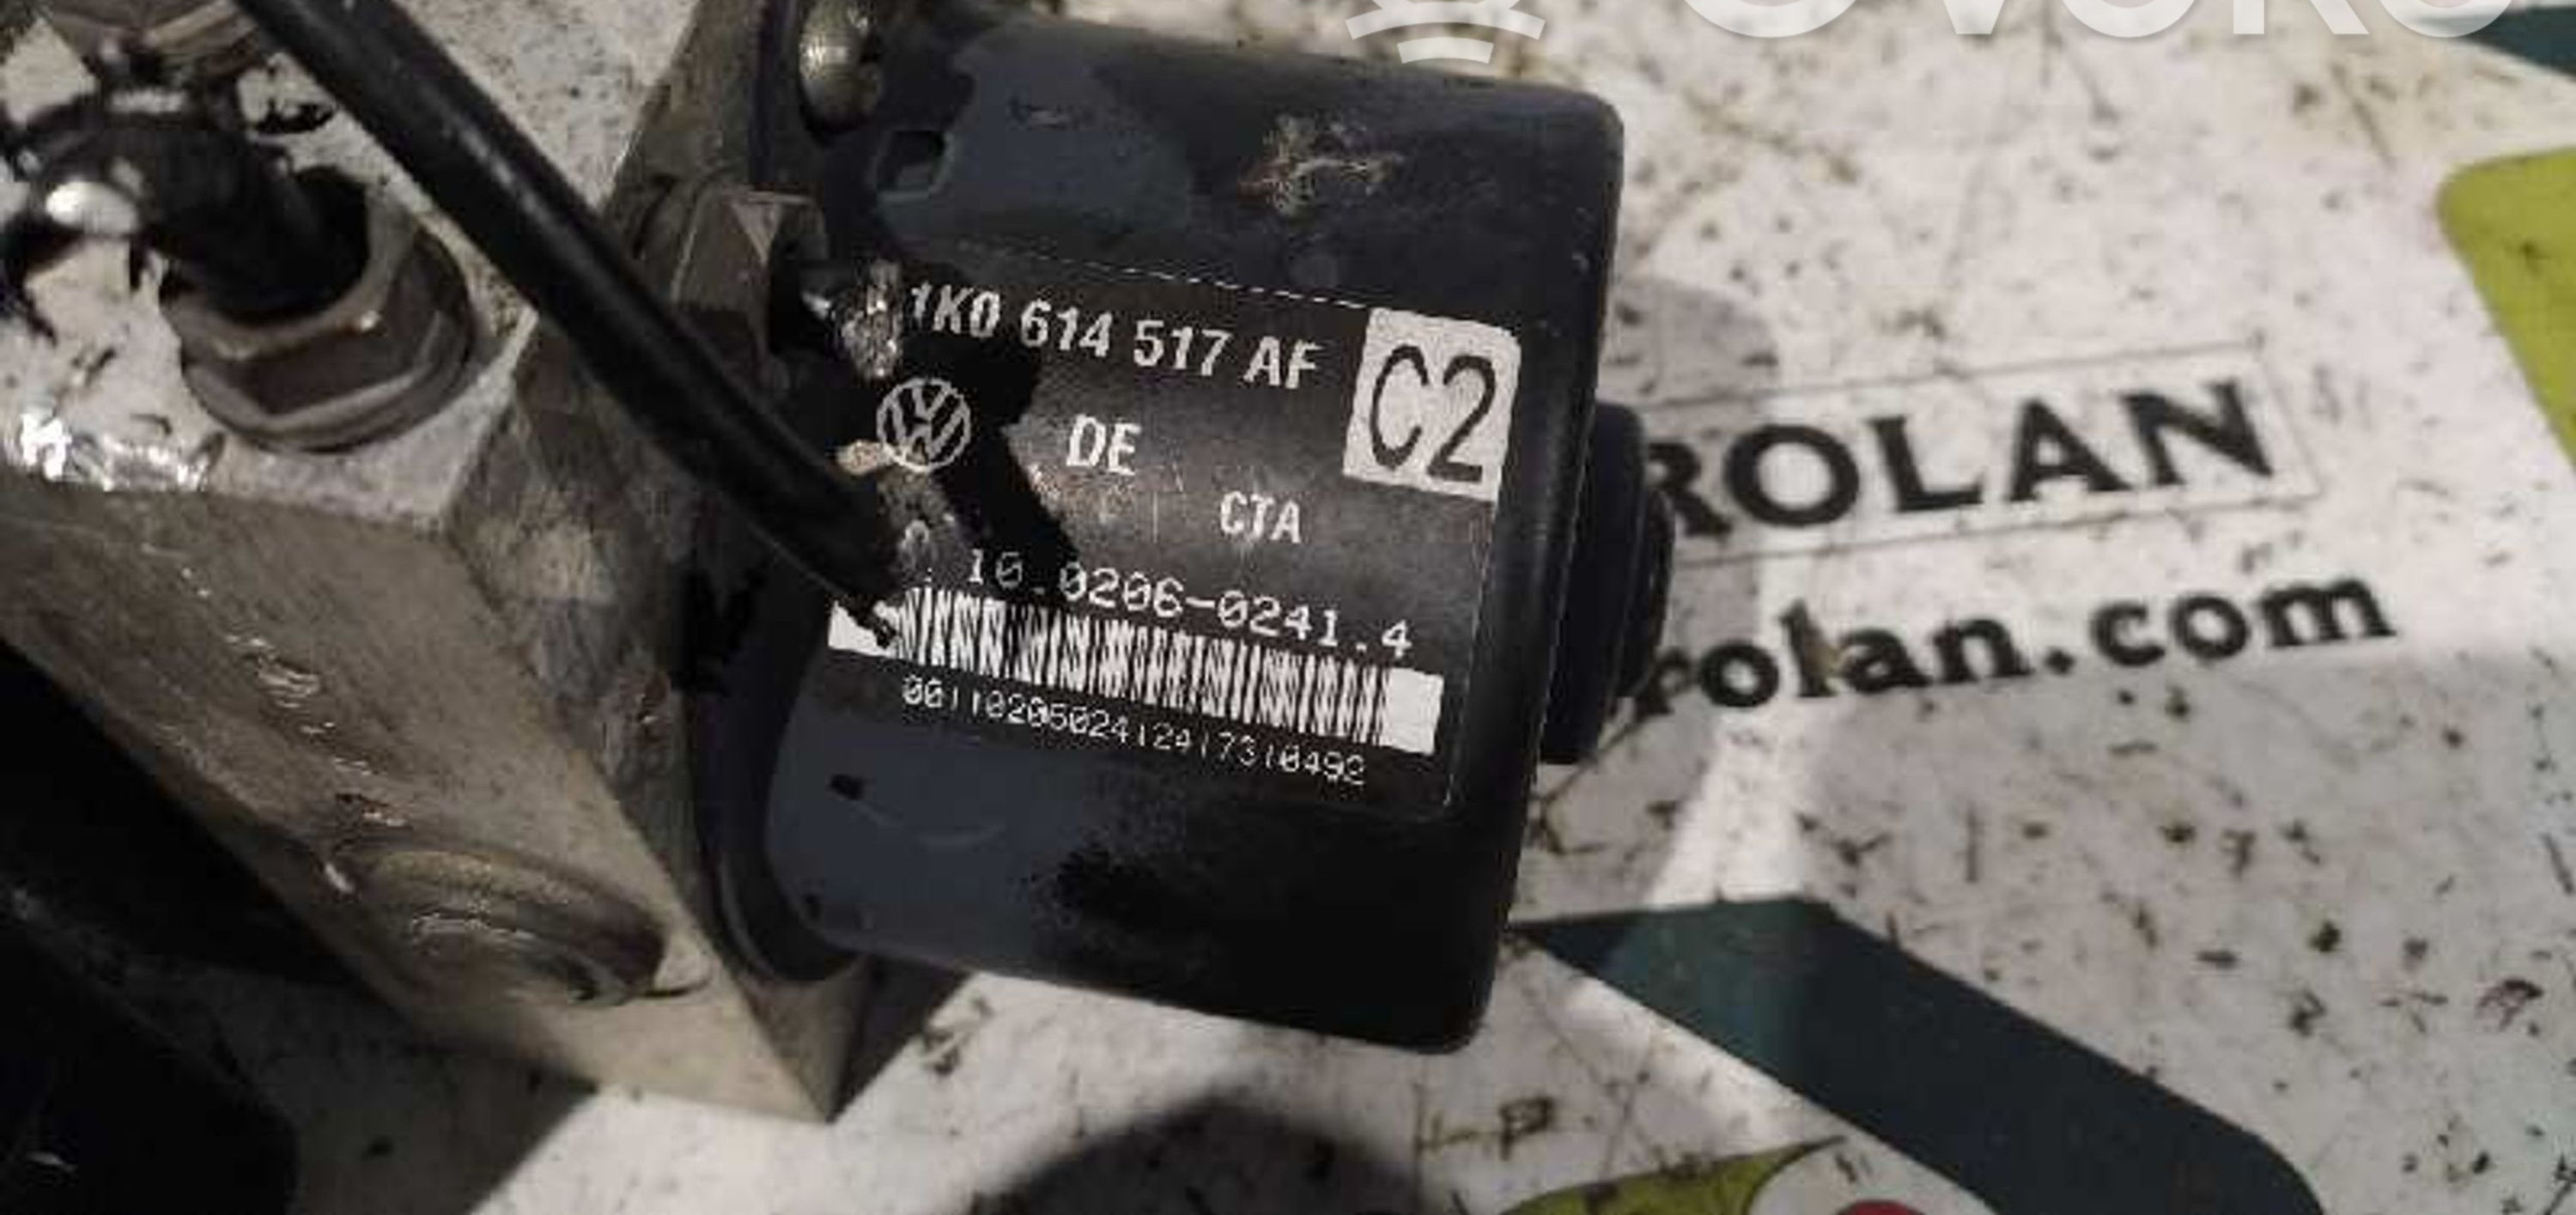 1K0 614 517 AF
C2
DE
CTA
10.0206-0241.4
ROLAN
rolan.com